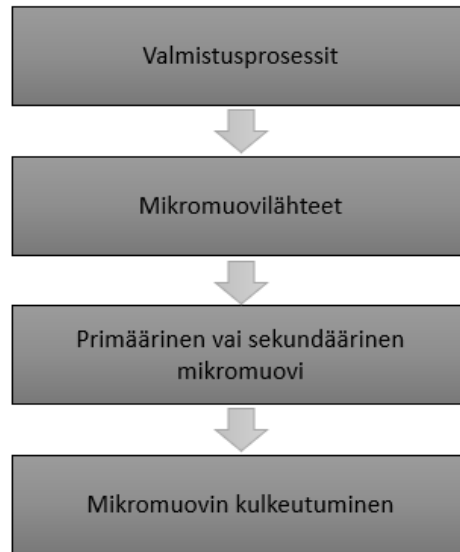 Valmistusprosessit
Mikromuovilähteet
Primäärinen vai sekundäärinen
mikromuovi
Mikromuovin kulkeutuminen